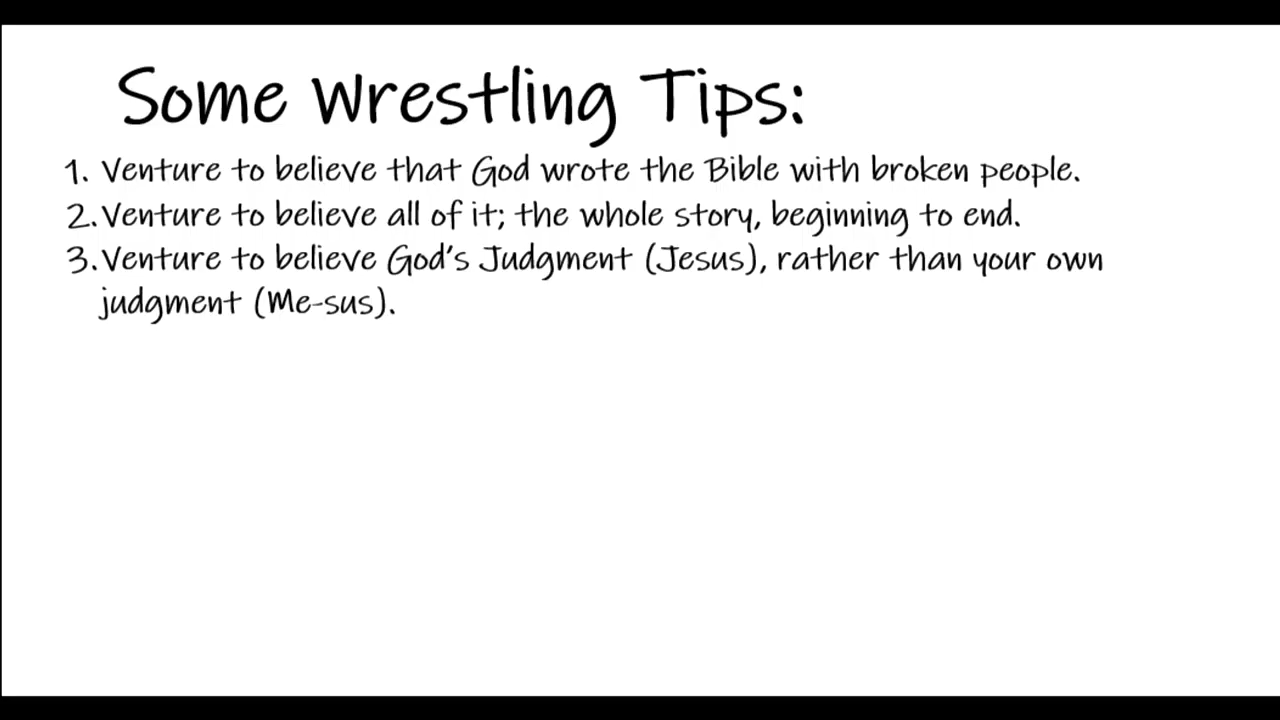 Some Wrestling Tips:
1. Venture to believe that God wrote the Bible with broken people.
2. Venture to believe all of it; the whole story, beginning to end.
3. Venture to believe God's Judgment (Jesus), rather than your own
judgment (Me-sus).